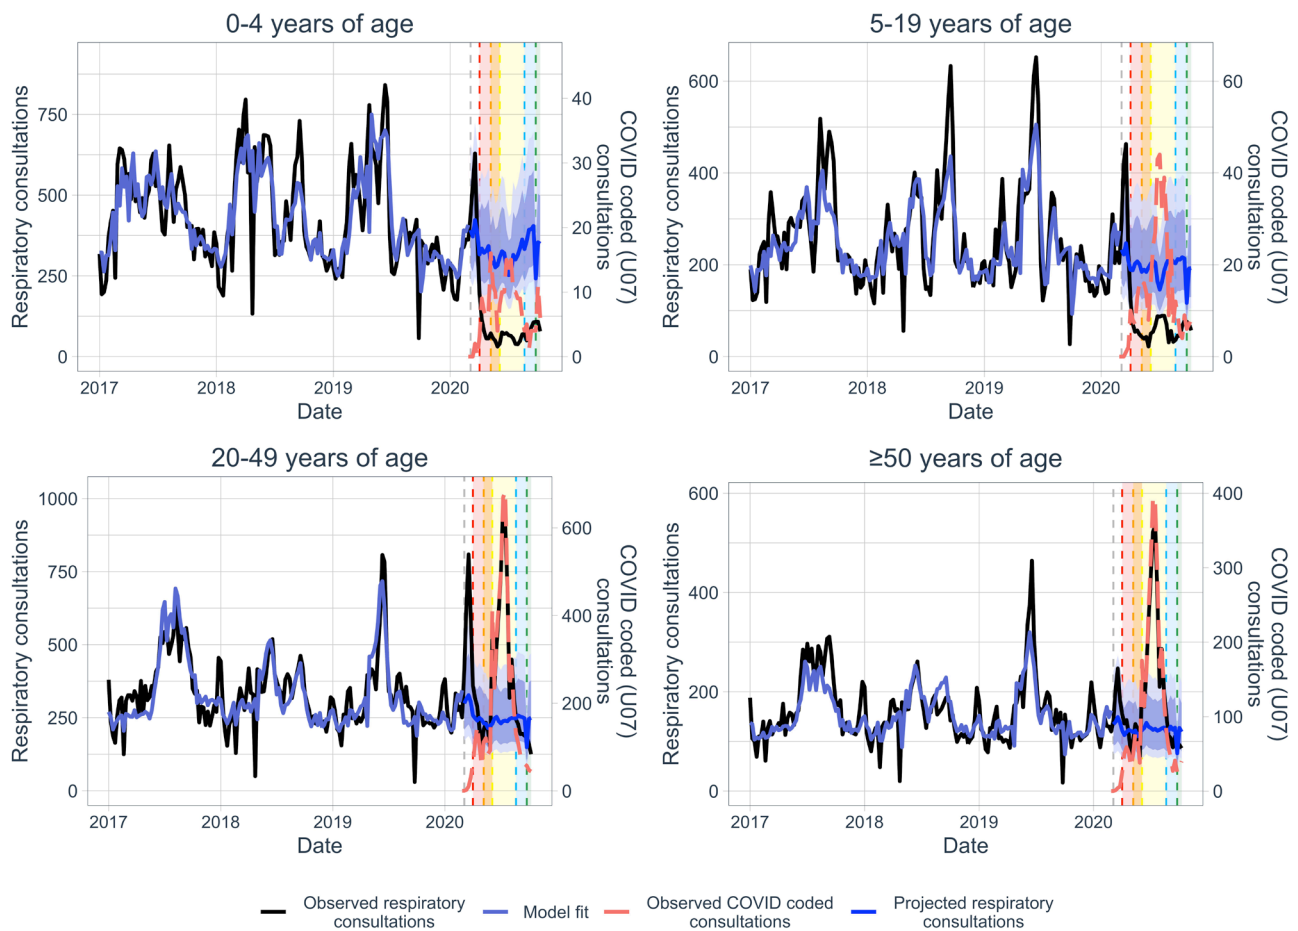 0-4 years of age
5-19 years of age
Respiratory consultations
750
500
250
0
40
30
20
10
0
COVID coded (U07)
consultations
2017
2018
2019
2020
Date
Respiratory consultations
600
400
200
0
60
40
20
0
COVID coded (U07)
consultations
2017
2018
2019
2020
Date
20-49 years of age
≥50 years of age
Respiratory consultations
1000
750
500
250
0
600
400
200
0
COVID coded (U07)
consultations
2017
2018
2019
2020
Date
Respiratory consultations
600
400
200
0
400
300
200
100
0
COVID coded (U07)
consultations
2017
2018
2019
2020
Date
Observed respiratory
consultations
Model fit
Observed COVID coded
consultations
Projected respiratory
consultations